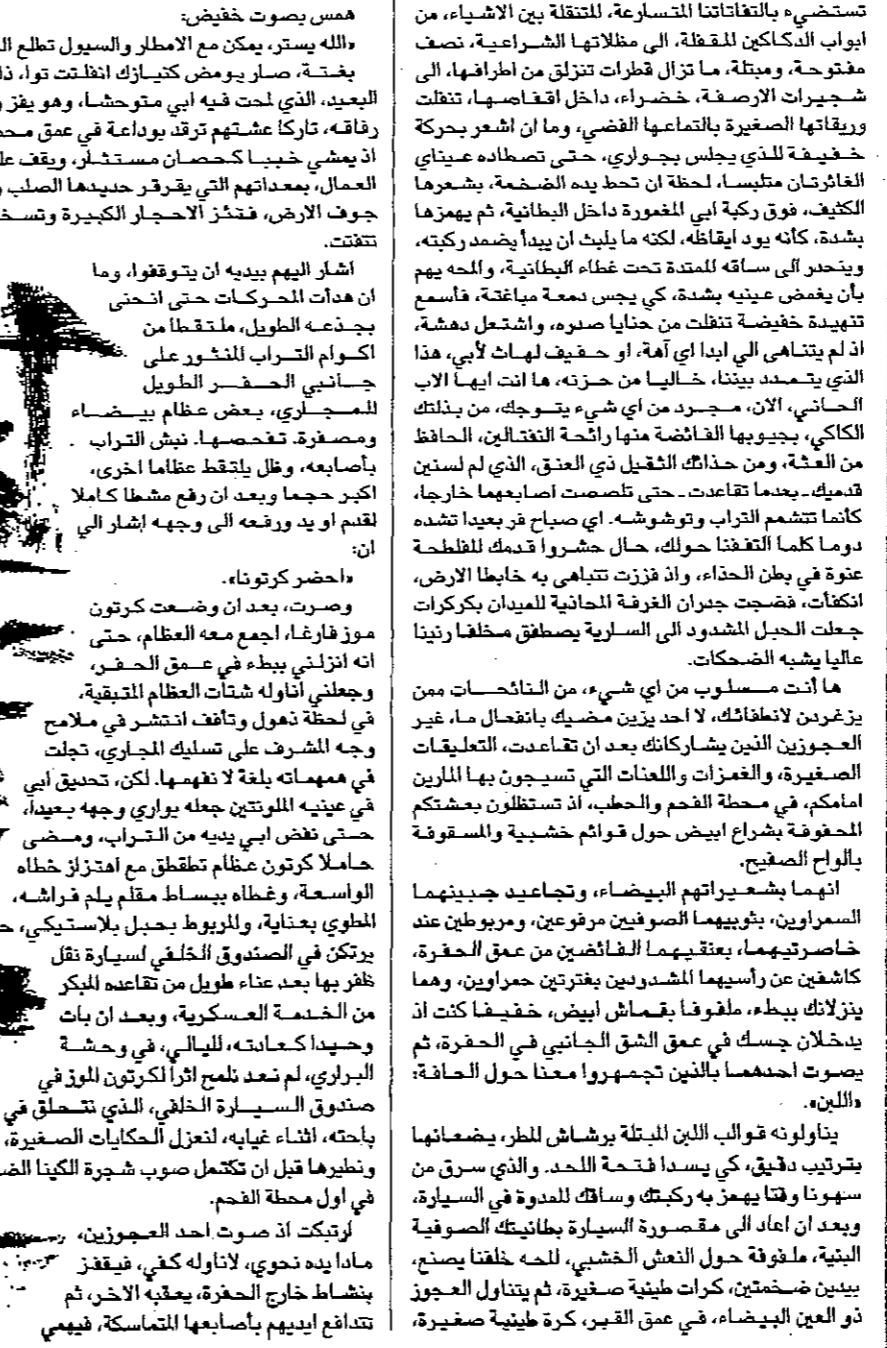 تستضيء بالتفاتاتنا المتسارعة، المتنقلة بين الاشياء، من
ابواب الدكاكين المقفلة، الى مظلاتها الشراعية، نصف
مفتوحة، ومبتلة، ما تزال قطرات تنزلق من اطرافها، الى
شجيرات الارصفة، خضراء، داخل اقفاصها، تنفلت
وريقاتها الصغيرة بالتماعها الفضي، وما ان اشعر بحركة
خفيفة للذي يجلس بجواري، حتى تصطاده عيناي
الغائرتان متلبسا، لحظة ان تحط يده الضخمة، بشعرها
الكثيف، فوق ركبة ابي المغمورة داخل البطانية، ثم يهمزها
بشدة، كأنه يود ايقاظه، لكنه ما يلبث ان يبدأ بضمد ركبته،
وينحدر الى ساقه الممتدة تحت غطاء البطانية، والمحه يهم
بأن يغمض عينيه بشدة، كي يجس دمعة مباغتة، فأسمع
تنهيدة خفيضة تنفلت من حنايا صدره، واشتعل دهشة،
اذ لم يتناهى الي ابدا اي آهة، او حفيف لهاث لأبي، هذا
الذي يتمدد بيننا، خاليا من حزنه، ها انت ايها الاب
الحاني، الآن، مجرد من اي شيء يتوجك، من بذلتك
الكاكي، بجيوبها الفائضة منها رائحة النفتالين، الحافظ
من العثة، ومن حذائك الثقيل ذي العنق، الذي لم لسنين
قدميك ـ بعدما تقاعدت ـ حتى تلصصت اصابعهما خارجا،
كأنما تتشمم التراب وتوشوشه. اي صباح فر بعيدا تشده
دوما كلما التففنا حولك، حال حشروا قدمك المفلطحة
عنوة في بطن الحذاء، واذ فززت تتباهى به خابطا الارض،
انكفأت، فضجت جدران الغرفة المحانية للميدان بكركرات
جعلت الحبل المشدود الى السارية يصطفق مخلفا رنينا
عاليا يشبه الضحكات.
ها أنت مسلوب من اي شيء، من النائحات ممن
يزغردن لانطفائك، لا احد يزين مضيك بانفعال ما، غير
العجوزين الذين يشاركانك بعد ان تقاعدت، التعليقات
الصغيرة، والغمزات واللعنات التي تسيجون بها المارين
امامكم، في محطة الفحم والحطب، اذ تستظلون بعشتكم
المحفوفة بشراع ابيض حول قوائم خشبية والمسقوفة
بالواح الصفيح.
انهما بشعيراتهم البيضاء، وتجاعيد جبينهما
السمراوين، بثوبيهما الصوفيين مرفوعين، ومربوطين عند
خاصرتيهما، بعنقيهما الفائضين من عمق الحفرة،
كاشفين عن رأسيهما المشدودين بغترتين حمراوين، وهما
ينزلانك ببطء، ملفوفا بقماش ابيض، خفيفا كنت اذ
يدخلان جسك في عمق الشق الجانبي في الحفرة، ثم
يصوت احدهما بالذين تجمهروا معنا حول الحافة:
«اللبن».
يناولونه قوالب اللبن المبتلة برشاش المطر، يضعانها
بترتيب دقيق، كي يسدا فتحة اللحد. والذي سرق من
سهونا وقتا يهمز به ركبتك وساقك الممدوة في السيارة،
وبعد ان اعاد الى مقصورة السيارة بطانيتك الصوفية
البنية، ملفوفة حول النعش الخشبي، المحه خلفنا يصنع،
بيدين ضخمتين، كرات طينية صغيرة، ثم يتناول العجوز
ذو العين البيضاء، في عمق القبر، كرة طينية صغيرة،
همس بصوت خفيض:
«الله يستر، يمكن مع الامطار والسيول تطلع ال
بغتة، صار يومض كنيازك انفلتت توا، ذا
البعيد، الذي لمحت فيه ابي متوحشا، وهو يفز
رفاقه، تاركا عشتهم ترقد بوداعة في عمق مح
اذ يمشي خببا كحصان مستثار، ويقف عل
العمال، بمعداتهم التي يقرقر حديدها الصلب
جوف الارض، فتئز الاحجار الكبيرة وتسخ
تتفتت.
اشار اليهم بيديه ان يتوقفوا، وما
ان هدأت المحركات حتى انحنى
بجذعه الطويل، ملتقطا من
اكوام التراب المنثور على
جانبي الحفر الطويل
للمجاري، بعض عظام بيضاء
ومصفرة. تفحصها. نبش التراب
بأصابعه، وظل يلتقط عظاما اخرى،
اكبر حجما وبعد ان رفع مشطا كاملا
لقدم او يد ورفعه الى وجهه إشار الي
ان:
«احضر كرتونا».
وصرت، بعد ان وضعت كرتون
موز فارغا، اجمع معه العظام، حتى
انه انزلني ببطء في عمق الحفر،
وجعلني أناوله شتات العظام المتبقية،
في لحظة ذهول وتأفف انتشر في ملامح
وجه المشرف على تسليك المجاري، تجلت
في همهماته بلغة لا نفهمها. لكن، تحديق ابي
في عينيه الملونتين جعله يواري وجهه بعيدا،
حتى نفض ابي يديه من التراب، ومضى
حاملا كرتون عظام تطقطق مع اهتزاز خطاه
الواسعة، وغطاه ببساط مقلم يلم فراشه،
المطوي بعناية، والمربوط بحبل بلاستيكي، ح
يرتكن في الصندوق الخلفي لسيارة نقل
ظفر بها بعد عناء طويل من تقاعده المبكر
من الخدمة العسكرية، وبعد ان بات
وحيدا كعادته، لليالي، في وحشة
البراري، لم نعد نلمح اثراً لكرتون الموز في
صندوق السيارة الخلفي، الذي نتحلق في
باحته، اثناء غيابه، لنعزل الحكايات الصغيرة،
ونطيرها قبل ان تكتمل صوب شجرة الكينا الض
في اول محطة الفحم.
ارتبكت اذ صوت احد العجوزين،
مادا يده نحوي، لاناوله كفي، فيقفز
بنشاط خارج الحفرة، يعقبه الاخر، ثم
تتدافع ايديهم بأصابعها المتماسكة، فيهمي